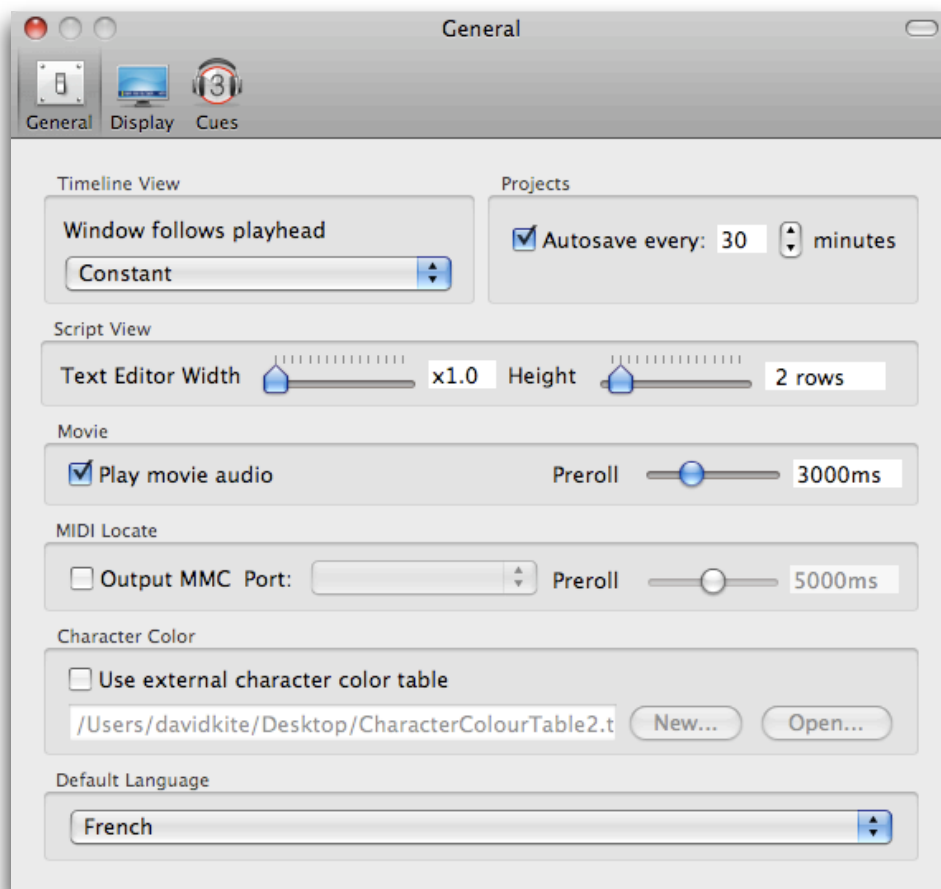 General
General Display Cues
3
Timeline View
Window follows playhead
Constant
Projects
Autosave every: 30 minutes
Script View
Text Editor Width x1.0 Height 2 rows
Movie
Play movie audio Preroll 3000ms
MIDI Locate
Output MMC Port: Preroll 5000ms
Character Color
Use external character color table
/Users/davidkite/Desktop/CharacterColourTable2.t New... Open...
Default Language
French